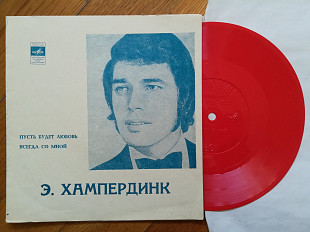 ПУСТЬ БУДЕТ ЛЮБОВЬ
ВСЕГДА СО МНОЙ
Э. ХАМПЕРДИНК